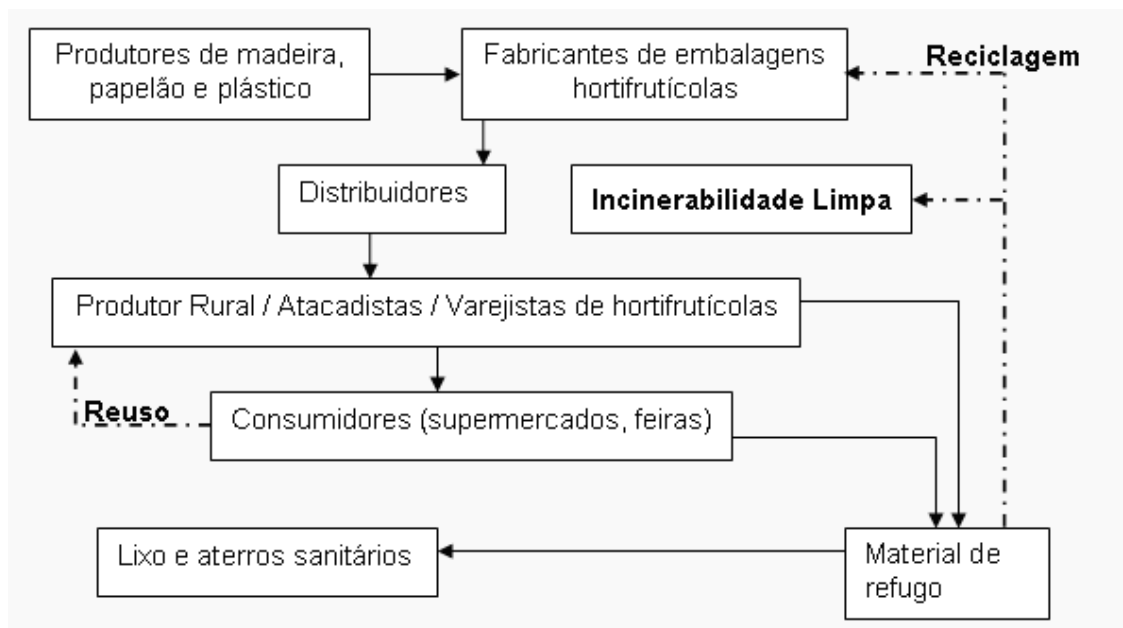 Produtores de madeira,
papelão e plástico
Fabricantes de embalagens
hortifrutícolas
Reciclagem
Distribuidores
Incinerabilidade Limpa
Produtor Rural / Atacadistas / Varejistas de hortifrutícolas
Reuso
Consumidores (supermercados, feiras)
Lixo e aterros sanitários
Material de
refugo